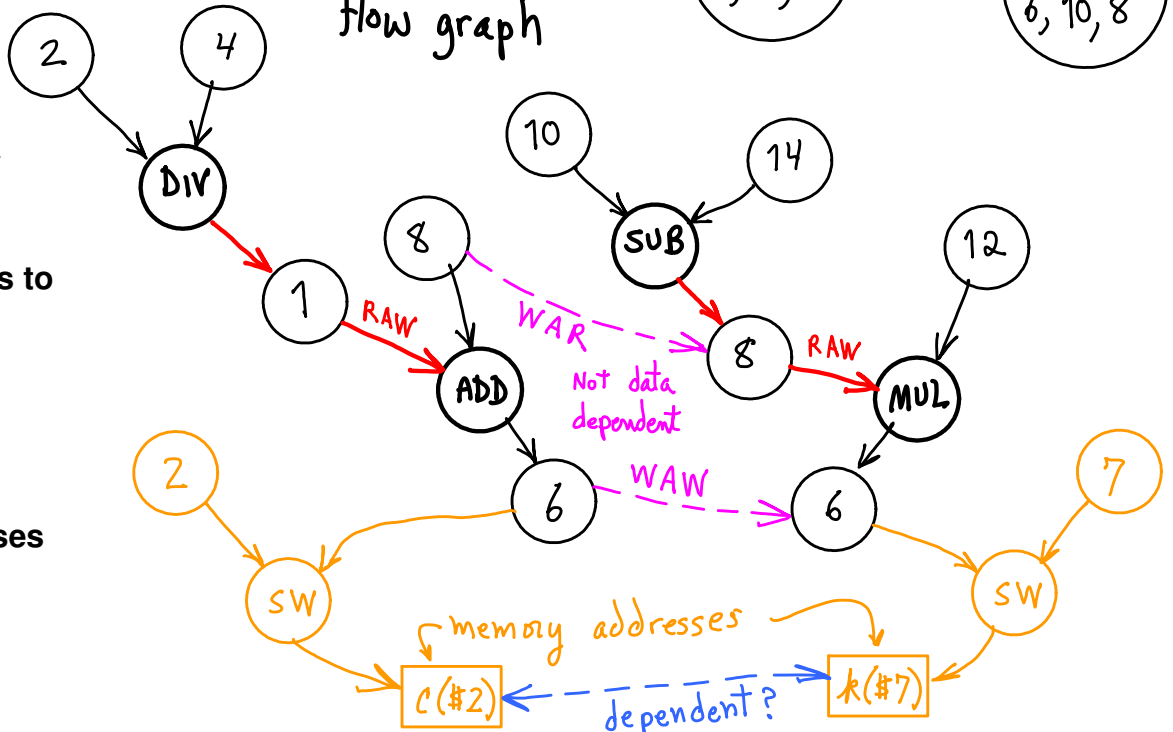 flow graph
6, 10, 8
2
4
10
14
DIV
8
SUB
12
s to
1
RAW
WAR
8
RAW
ADD
Not data
dependent
MUL
2
WAW
7
6
6
ses
SW
SW
memory addresses
c(#2)
k(#7)
dependent?